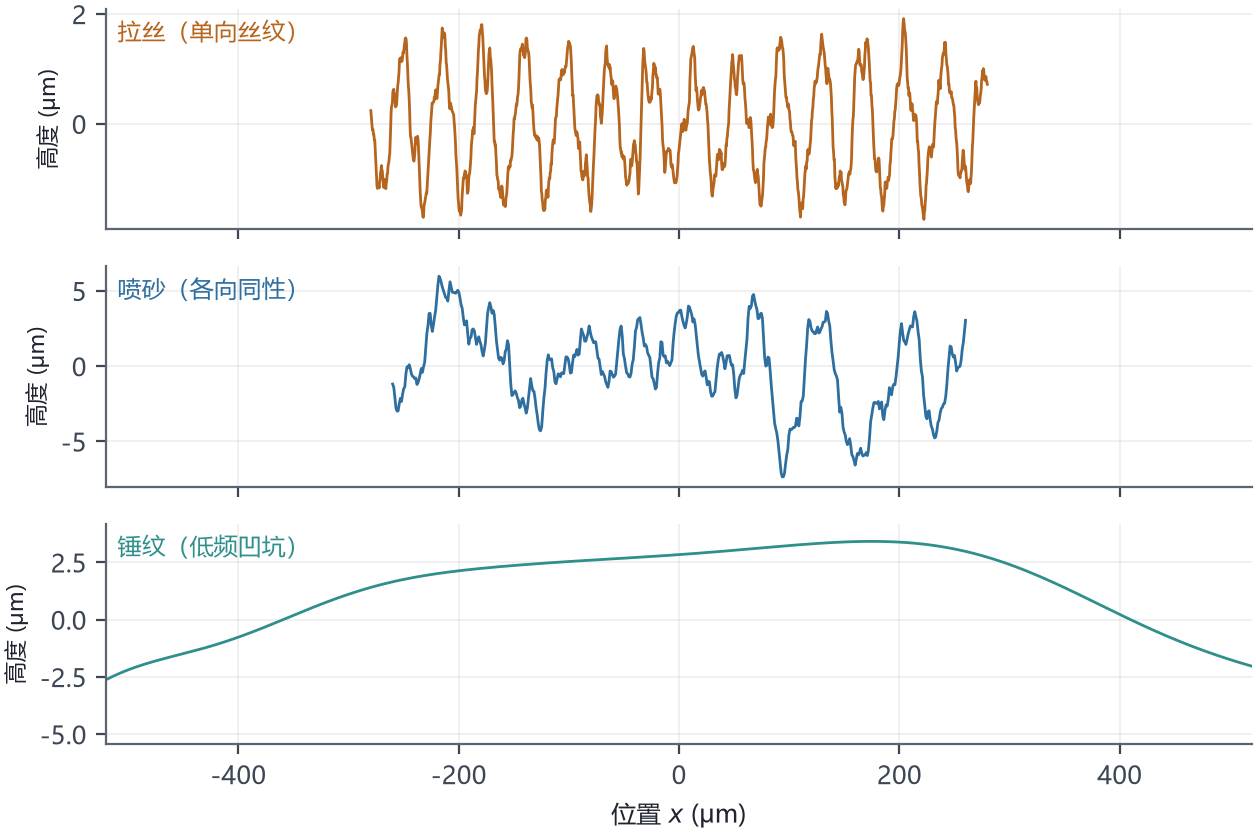 拉丝（单向丝纹）
2
0
高度 (μm)
喷砂（各向同性）
5
0
-5
高度 (μm)
锤纹（低频凹坑）
2.5
0.0
-2.5
-5.0
高度 (μm)
-400
-200
0
200
400
位置 x (μm)